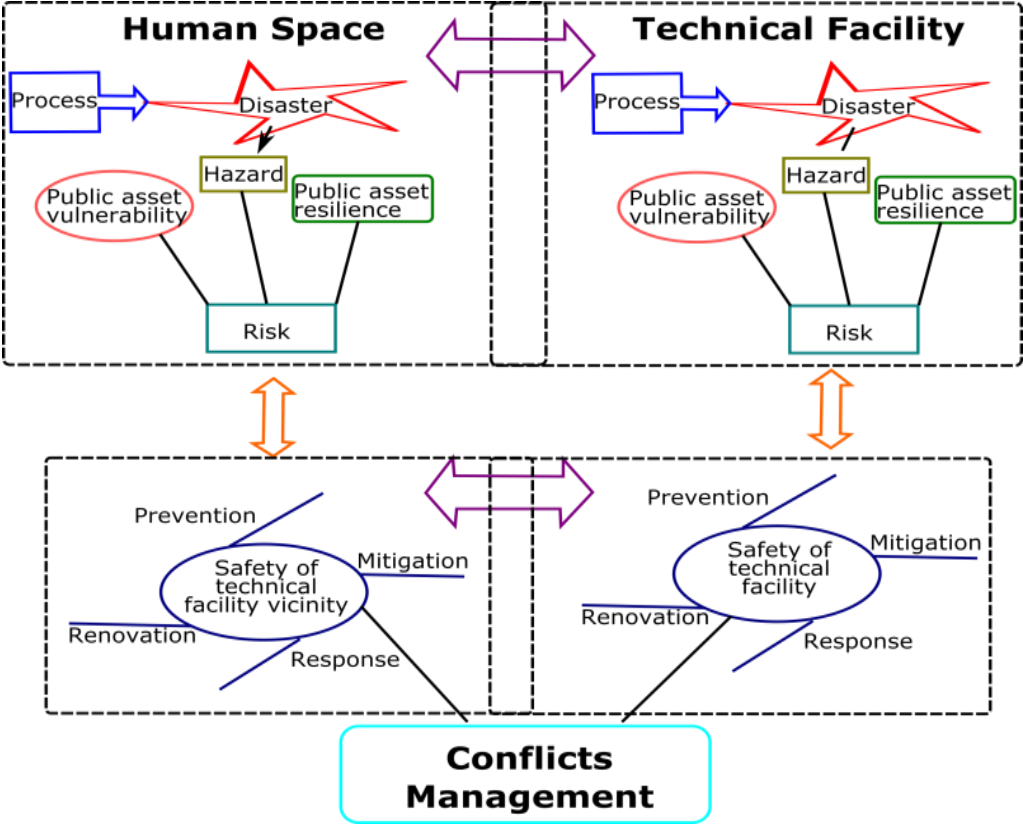 Human Space
Technical Facility
Process
Disaster
Hazard
Public asset
vulnerability
Public asset
resilience
Risk
Process
Disaster
Hazard
Public asset
vulnerability
Public asset
resilience
Risk
Prevention
Mitigation
Safety of
technical
facility vicinity
Renovation
Response
Prevention
Mitigation
Safety of
technical
facility
Renovation
Response
Conflicts
Management